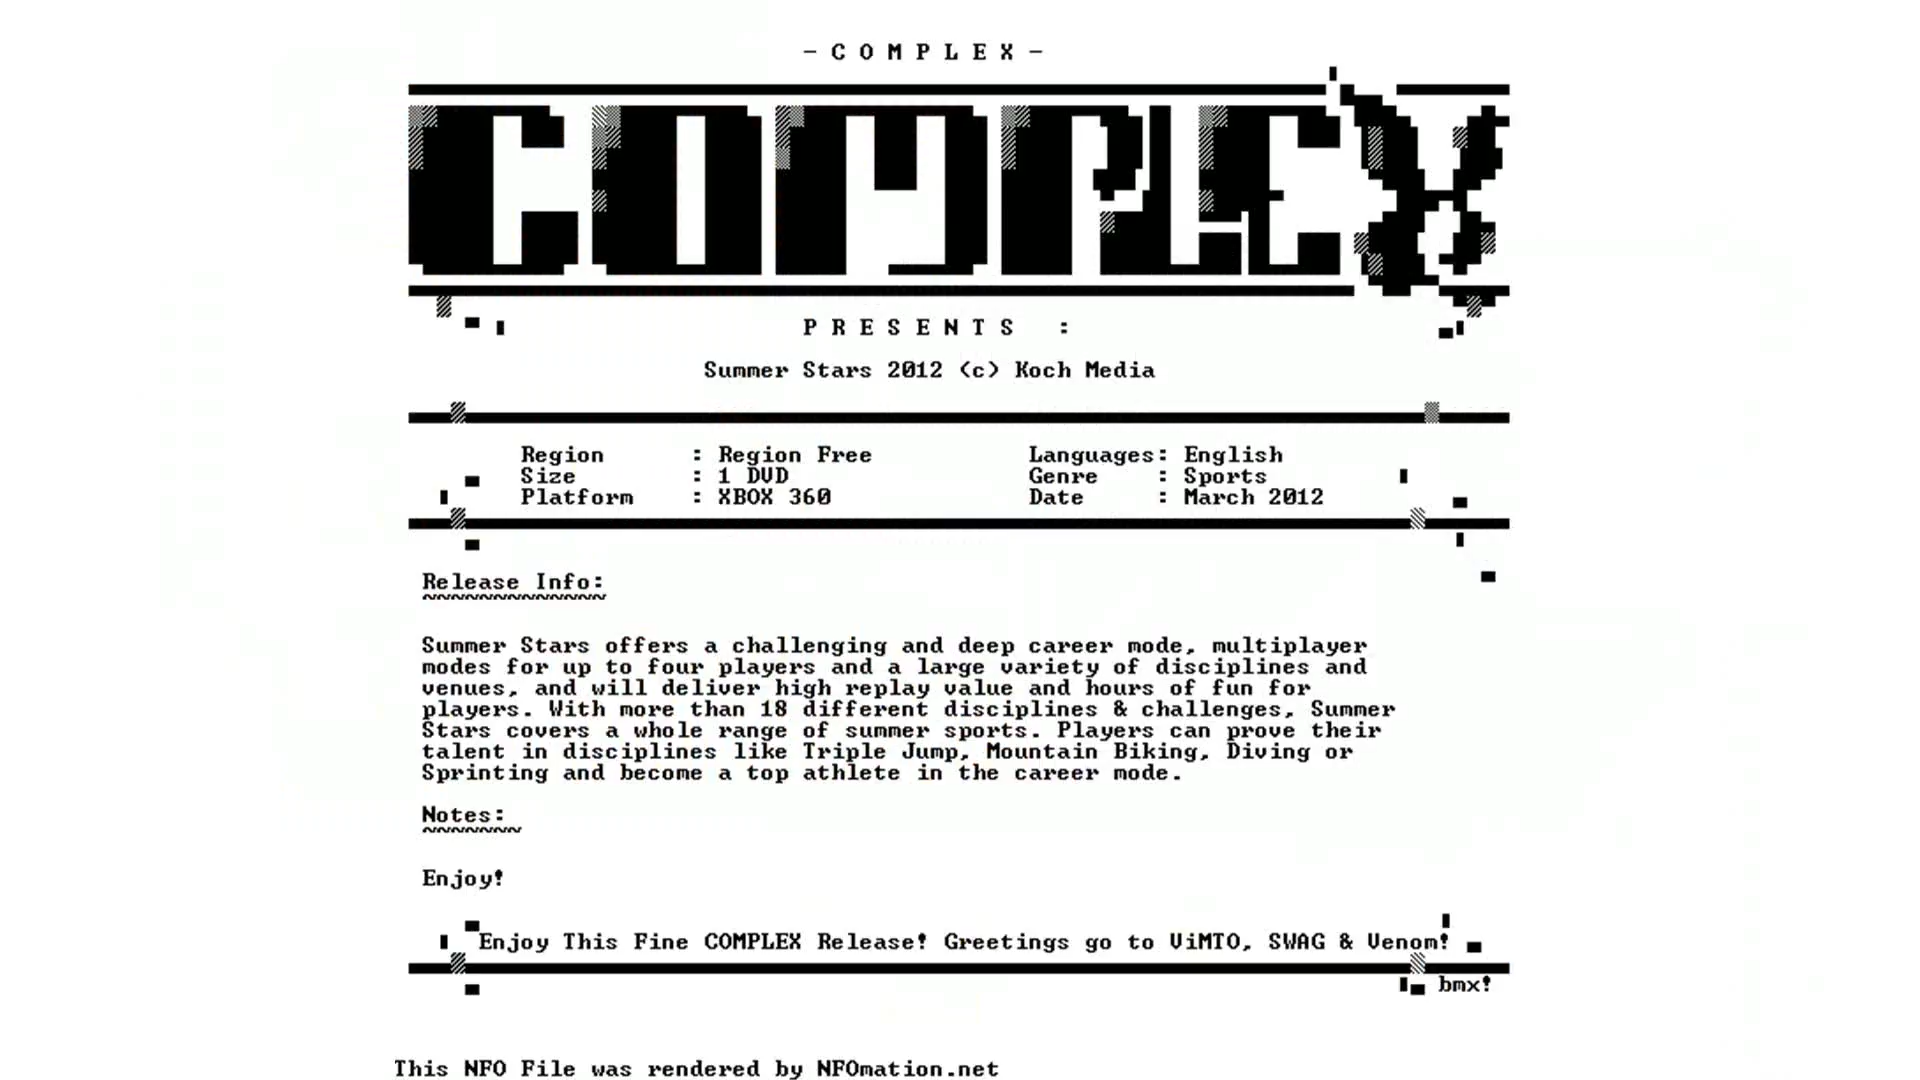 -COMPLEX-
COMPLEX
PRESENTS :
Summer Stars 2012 (c) Koch Media
Region : Region Free Languages: English
Size : 1 DVD Genre : Sports
Platform : XBOX 360 Date : March 2012
Release Info:
~~~~~~~~~~~~~
Summer Stars offers a challenging and deep career mode, multiplayer
modes for up to four players and a large variety of disciplines and
venues, and will deliver high replay value and hours of fun for
players. With more than 18 different disciplines & challenges, Summer
Stars covers a whole range of summer sports. Players can prove their
talent in disciplines like Triple Jump, Mountain Biking, Diving or
Sprinting and become a top athlete in the career mode.
Notes:
~~~~~~~
Enjoy!
Enjoy This Fine COMPLEX Release! Greetings go to ViMTO, SWAG & Venom!
bmx!
This NFO File was rendered by NFOmation.net